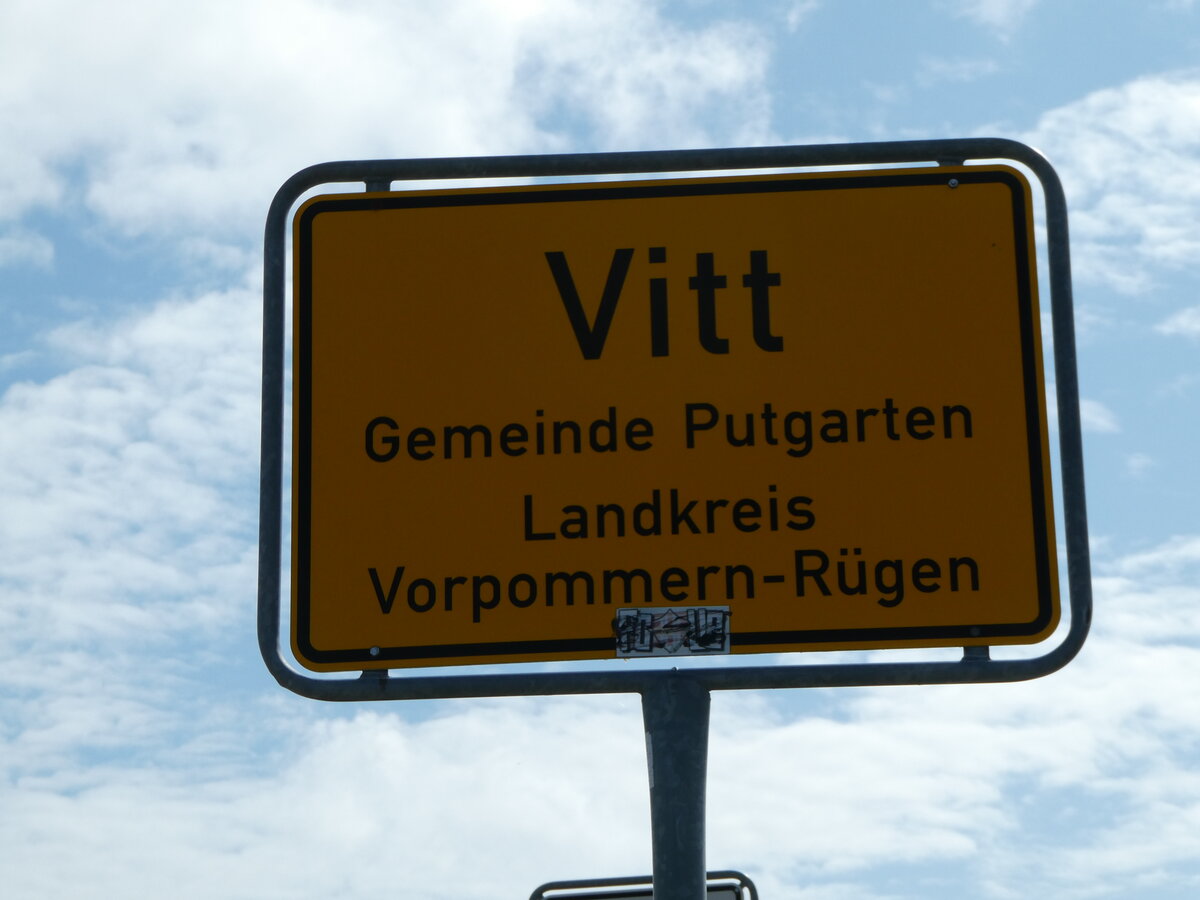 Vitt
Gemeinde Putgarten
Landkreis
Vorpommern-Rügen